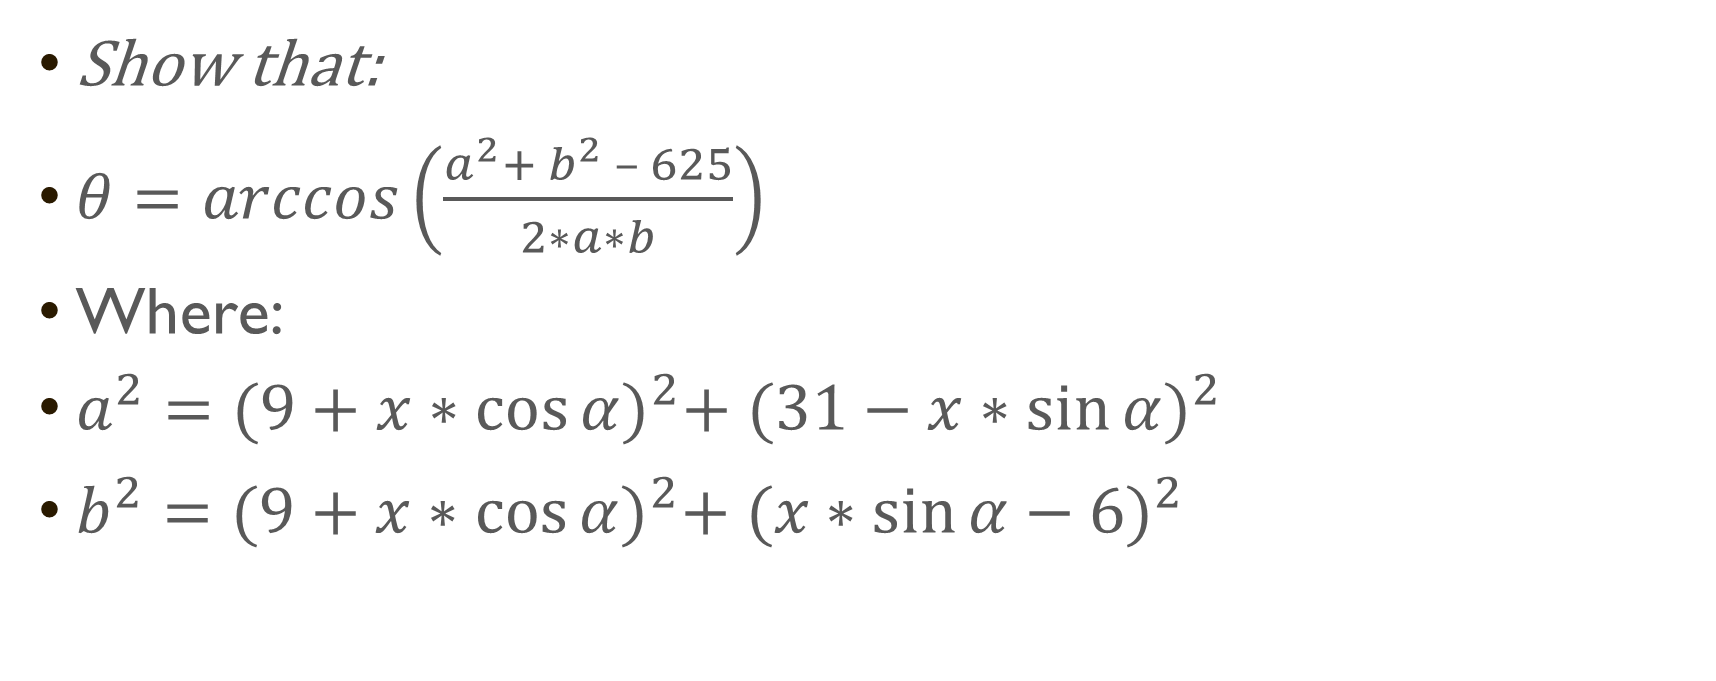 • Show that:
• θ = arccos((a² + b² – 625)/(2*a*b))
• Where:
• a² = (9 + x * cos α)² + (31 − x * sin α)²
• b² = (9 + x * cos α)² + (x * sin α − 6)²